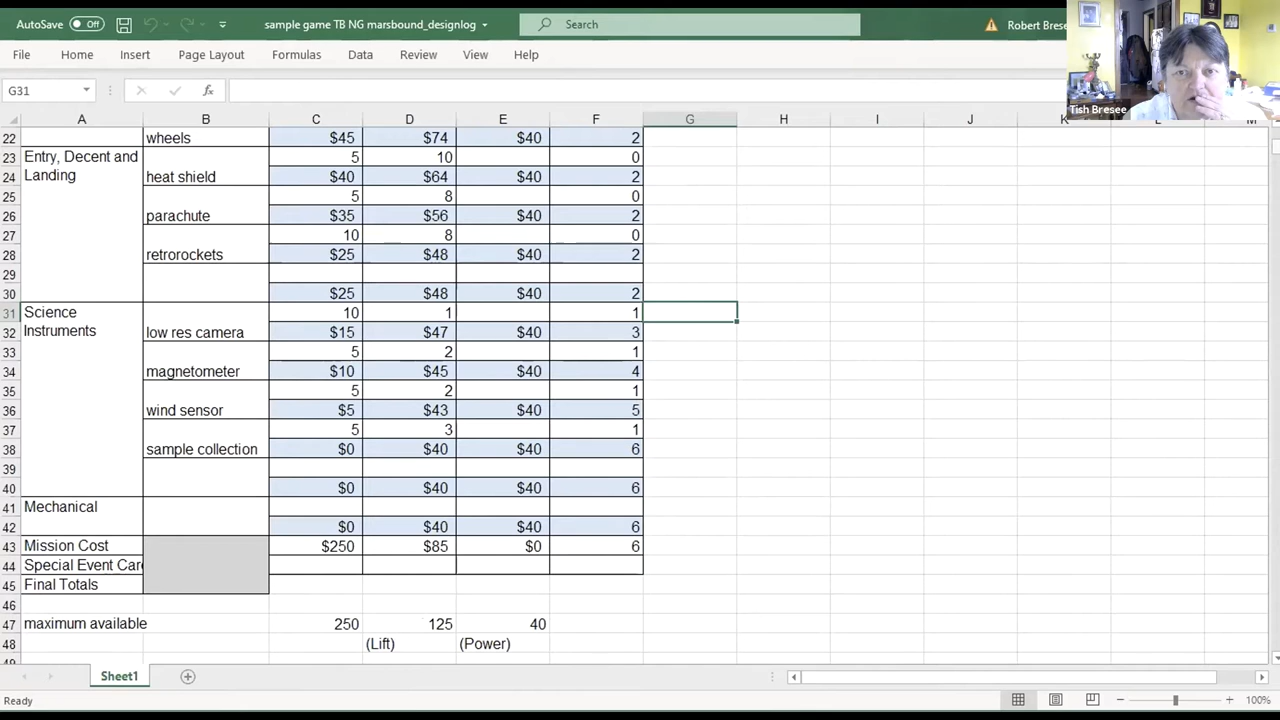 AutoSave Off sample game TB NG marsbound_designlog Search Robert Brese
File Home Insert Page Layout Formulas Data Review View Help
G31 fx
Tish Bresee
A B C D E F G H I J K L M
22 wheels $45 $74 $40 2
23 Entry, Decent and 5 10 0
24 Landing heat shield $40 $64 $40 2
25 5 8 0
26 parachute $35 $56 $40 2
27 10 8 0
28 retrorockets $25 $48 $40 2
29
30 $25 $48 $40 2
31 Science 10 1 1
32 Instruments low res camera $15 $47 $40 3
33 5 2 1
34 magnetometer $10 $45 $40 4
35 5 2 1
36 wind sensor $5 $43 $40 5
37 5 3 1
38 sample collection $0 $40 $40 6
39
40 $0 $40 $40 6
41 Mechanical
42 $0 $40 $40 6
43 Mission Cost $250 $85 $0 6
44 Special Event Car
45 Final Totals
46
47 maximum available 250 125 40
48 (Lift) (Power)
49
Sheet1
Ready 100%